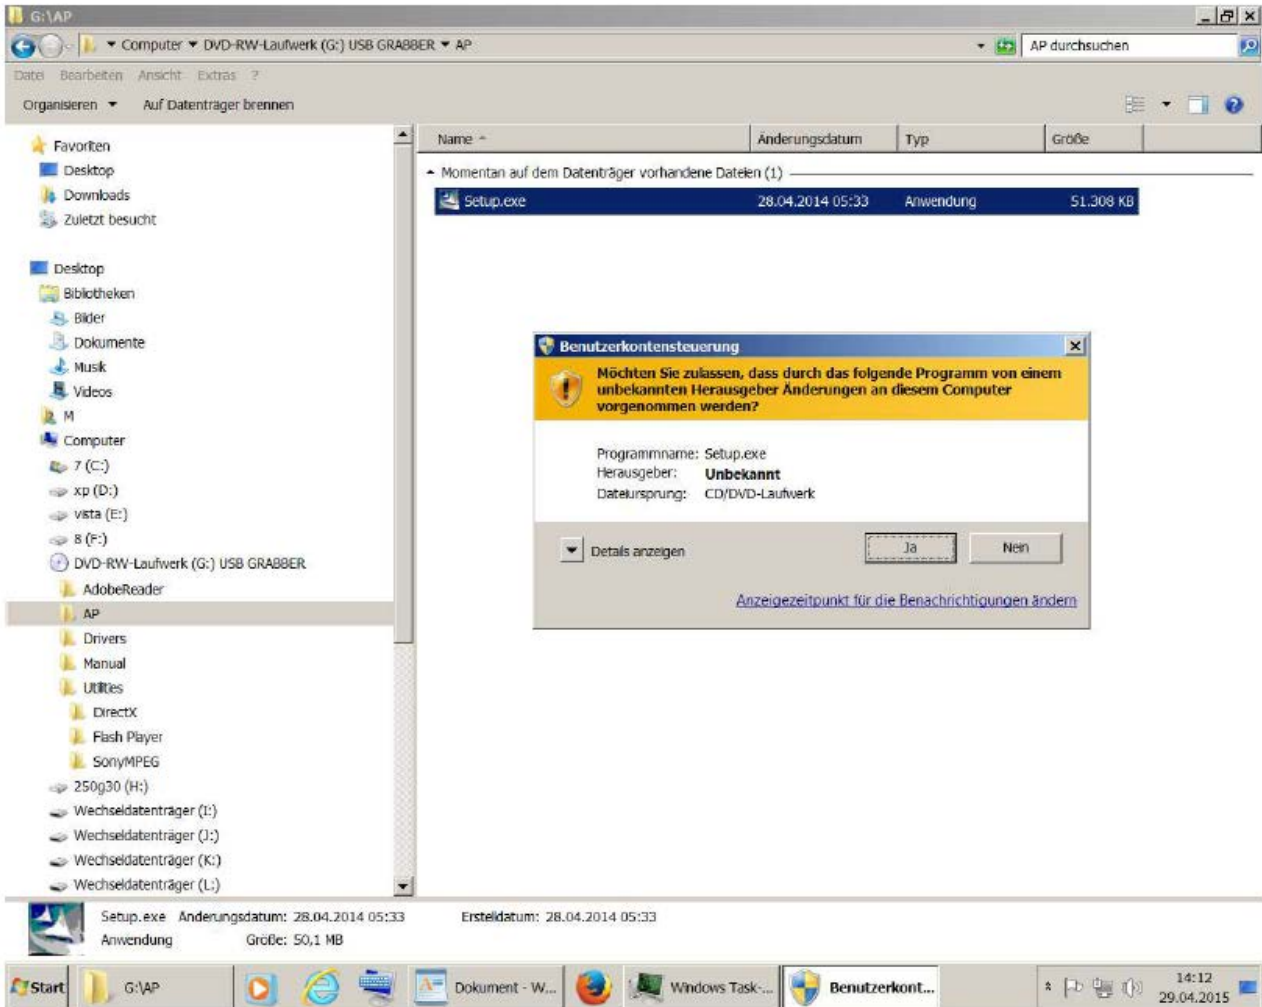 G:\AP
Computer DVD-RW-Laufwerk (G:) USB GRABBER AP
AP durchsuchen
Datei Bearbeiten Ansicht Extras ?
Organisieren Auf Datenträger brennen
Favoriten
Desktop
Downloads
Zuletzt besucht
Desktop
Bibliotheken
Bilder
Dokumente
Musik
Videos
M
Computer
7 (C:)
xp (D:)
vista (E:)
8 (F:)
DVD-RW-Laufwerk (G:) USB GRABBER
AdobeReader
AP
Drivers
Manual
Utilities
DirectX
Flash Player
SonyMPEG
250g30 (H:)
Wechseldatenträger (I:)
Wechseldatenträger (J:)
Wechseldatenträger (K:)
Wechseldatenträger (L:)
Name Änderungsdatum Typ Größe
Momentan auf dem Datenträger vorhandene Dateien (1)
Setup.exe 28.04.2014 05:33 Anwendung 51.308 KB
Benutzerkontensteuerung
Möchten Sie zulassen, dass durch das folgende Programm von einem
unbekannten Herausgeber Änderungen an diesem Computer
vorgenommen werden?
Programmname: Setup.exe
Herausgeber: Unbekannt
Dateiursprung: CD/DVD-Laufwerk
Details anzeigen
Ja
Nein
Anzeigezeitpunkt für die Benachrichtigungen ändern
Setup.exe Änderungsdatum: 28.04.2014 05:33 Erstelldatum: 28.04.2014 05:33
Anwendung Größe: 50,1 MB
Start
G:\AP
Dokument - W...
Windows Task-...
Benutzerkont...
14:12
29.04.2015